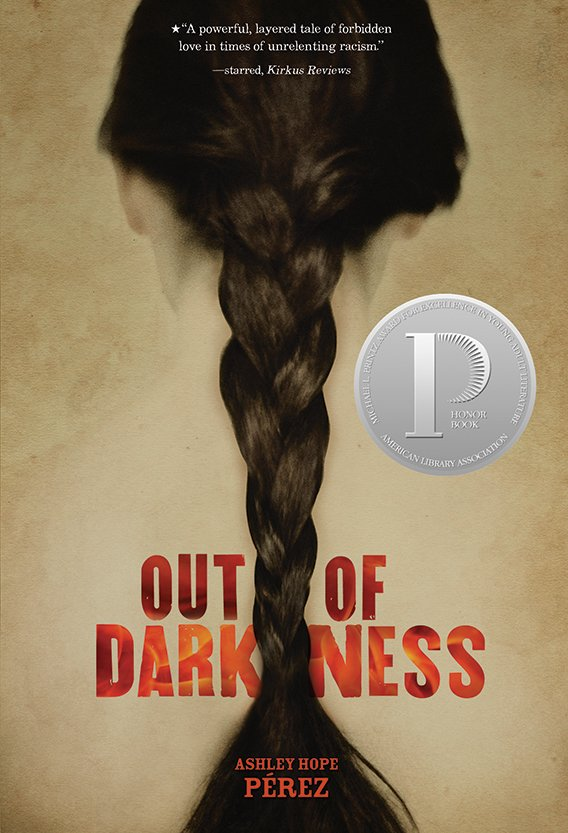 ★“A powerful, layered tale of forbidden
love in times of unrelenting racism.”
—starred, Kirkus Reviews
MICHAEL L. PRINTZ AWARD FOR EXCELLENCE IN YOUNG ADULT LITERATURE
P
HONOR
BOOK
AMERICAN LIBRARY ASSOCIATION
OUT OF
DARKNESS
ASHLEY HOPE
PÉREZ